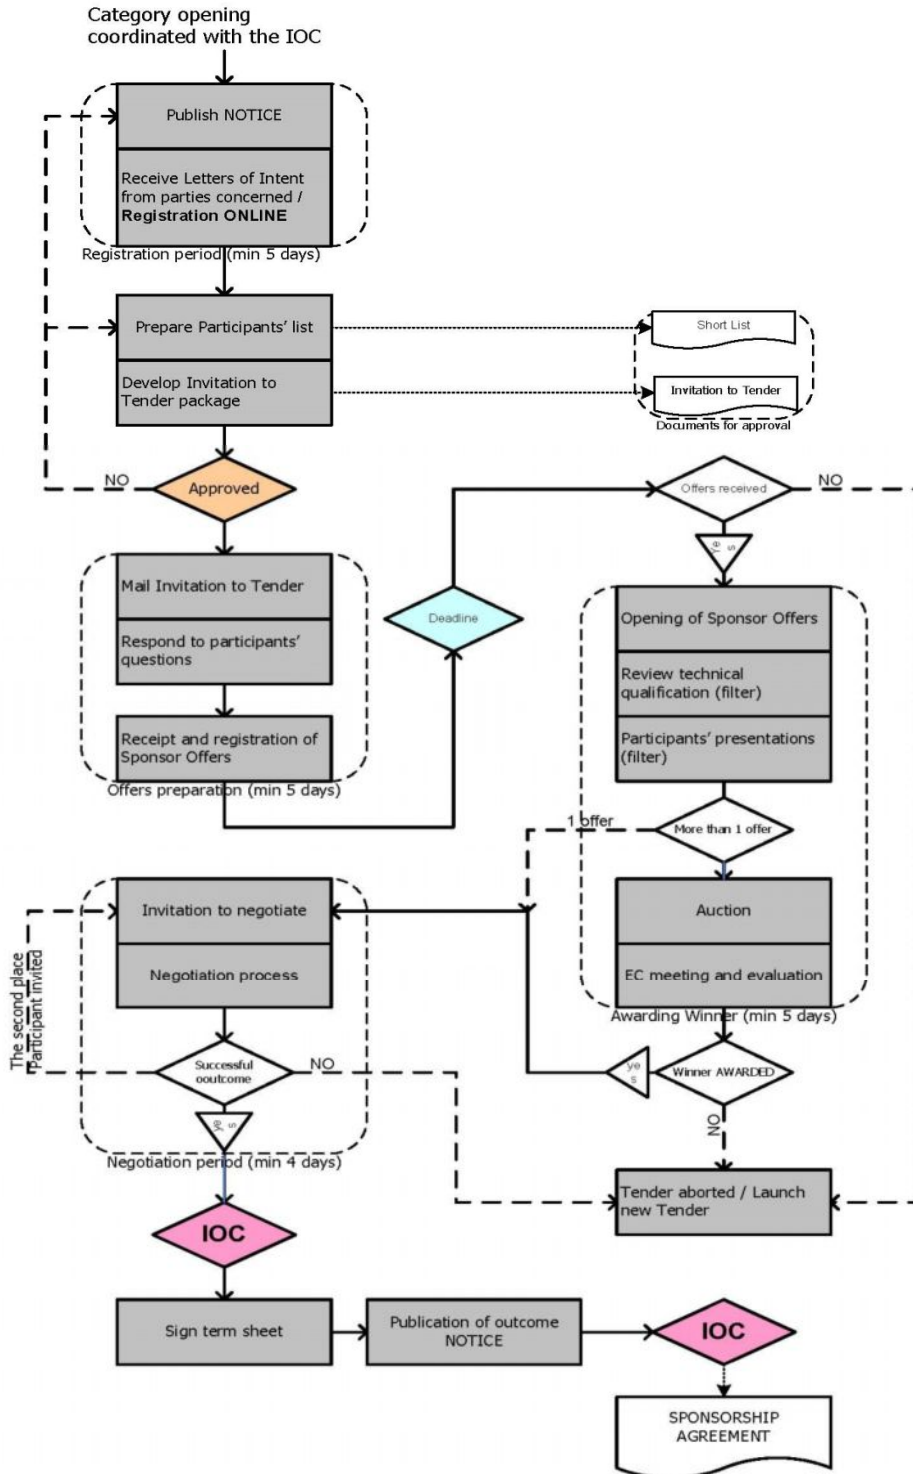 Category opening
coordinated with the IOC
Publish NOTICE
Receive Letters of Intent
from parties concerned /
Registration ONLINE
Registration period (min 5 days)
Prepare Participants' list
Develop Invitation to
Tender package
Short List
Invitation to Tender
Documents for approval
NO
Approved
Offers received
NO
ye
s
Mail Invitation to Tender
Respond to participants'
questions
Receipt and registration of
Sponsor Offers
Offers preparation (min 5 days)
Deadline
Opening of Sponsor Offers
Review technical
qualification (filter)
Participants' presentations
(filter)
1 offer
More than 1 offer
Auction
EC meeting and evaluation
Awarding Winner (min 5 days)
Invitation to negotiate
Negotiation process
The second place
Participant invited
Successful
ooutcome
NO
ye
s
Negotiation period (min 4 days)
ye
s
Winner AWARDED
NO
Tender aborted / Launch
new Tender
IOC
Sign term sheet
Publication of outcome
NOTICE
IOC
SPONSORSHIP
AGREEMENT